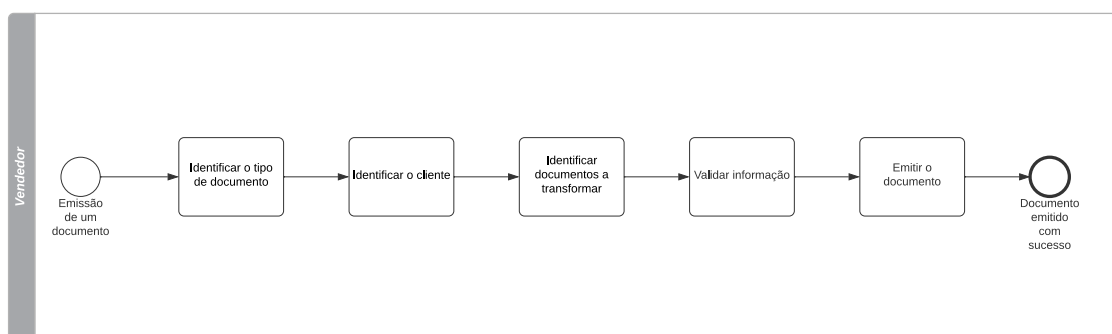 Vendedor
Emissão
de um
documento
Identificar o tipo
de documento
Identificar o cliente
Identificar
documentos a
transformar
Validar informação
Emitir o
documento
Documento
emitido
com
sucesso